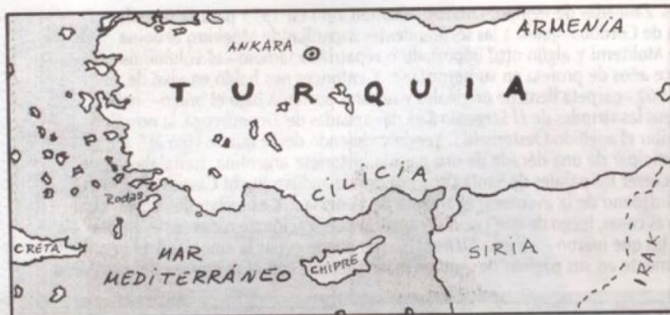 ARMENIA
ANKARA
TURQUIA
CILICIA
Rodas
CRETA
MAR
MEDITERRÁNEO
CHIPRE
SIRIA
IRAK